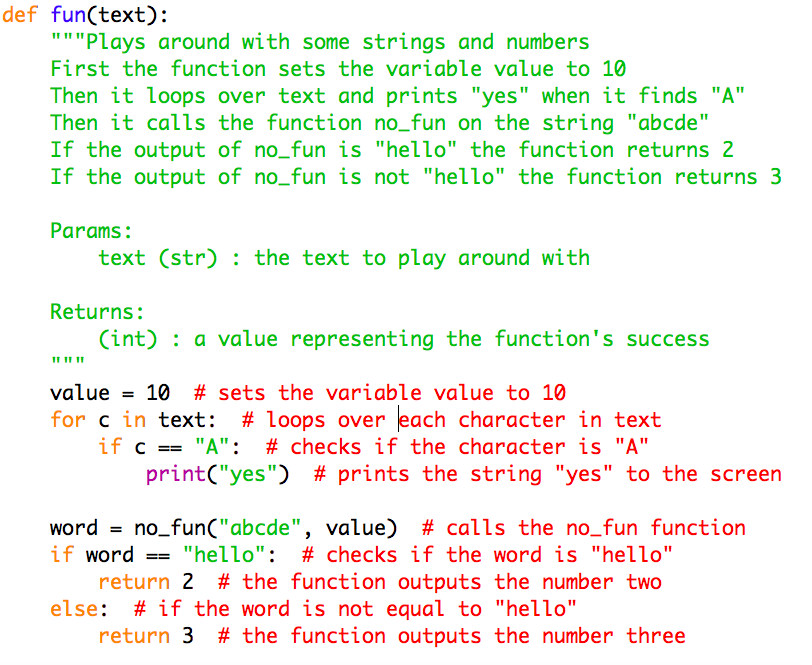 def fun(text):
    """Plays around with some strings and numbers
    First the function sets the variable value to 10
    Then it loops over text and prints "yes" when it finds "A"
    Then it calls the function no_fun on the string "abcde"
    If the output of no_fun is "hello" the function returns 2
    If the output of no_fun is not "hello" the function returns 3

    Params:
        text (str) : the text to play around with

    Returns:
        (int) : a value representing the function's success
    """
    value = 10  # sets the variable value to 10
    for c in text:  # loops over each character in text
        if c == "A":  # checks if the character is "A"
            print("yes")  # prints the string "yes" to the screen

    word = no_fun("abcde", value)  # calls the no_fun function
    if word == "hello":  # checks if the word is "hello"
        return 2  # the function outputs the number two
    else:  # if the word is not equal to "hello"
        return 3  # the function outputs the number three